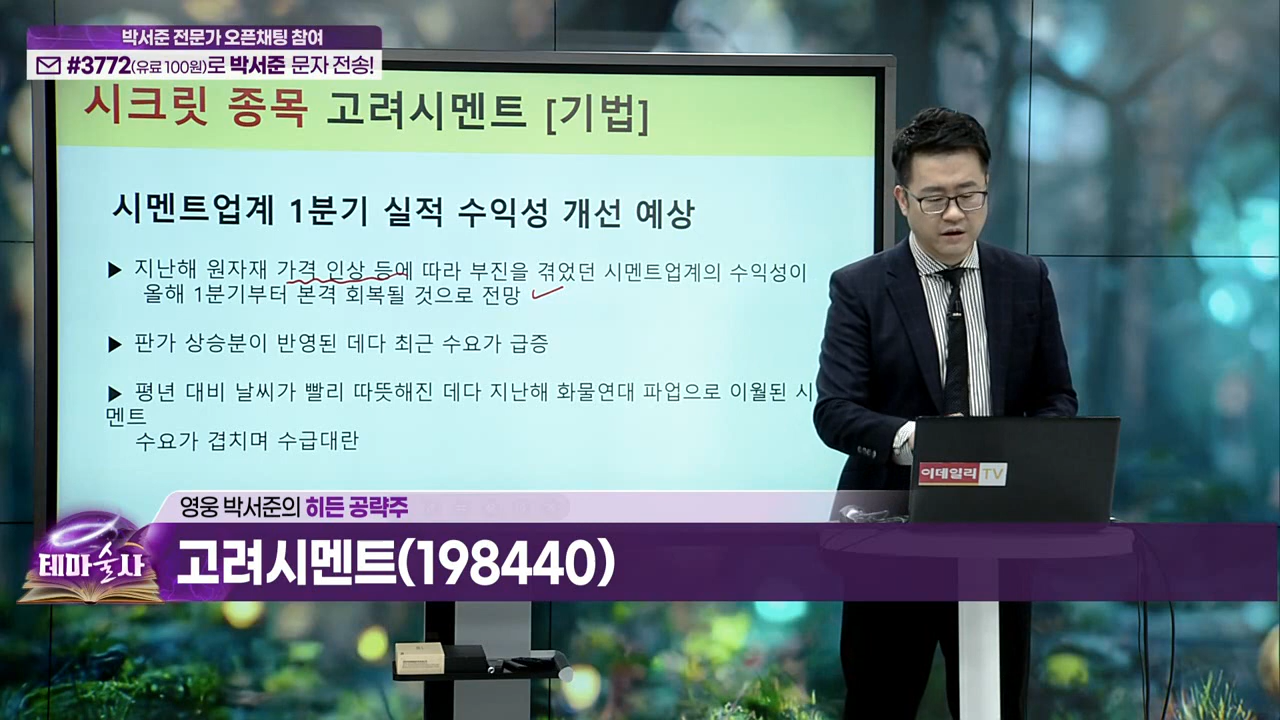 박서준 전문가 오픈채팅 참여
#3772(유료 100원)로 박서준 문자 전송!
시크릿 종목 고려시멘트 [기법]
시멘트업계 1분기 실적 수익성 개선 예상
▶ 지난해 원자재 가격 인상 등에 따라 부진을 겪었던 시멘트업계의 수익성이
올해 1분기부터 본격 회복될 것으로 전망
▶ 판가 상승분이 반영된 데다 최근 수요가 급증
▶ 평년 대비 날씨가 빨리 따뜻해진 데다 지난해 화물연대 파업으로 이월된 시
멘트
수요가 겹치며 수급대란
이데일리 TV
영웅 박서준의 히든 공략주
테마술사
고려시멘트(198440)